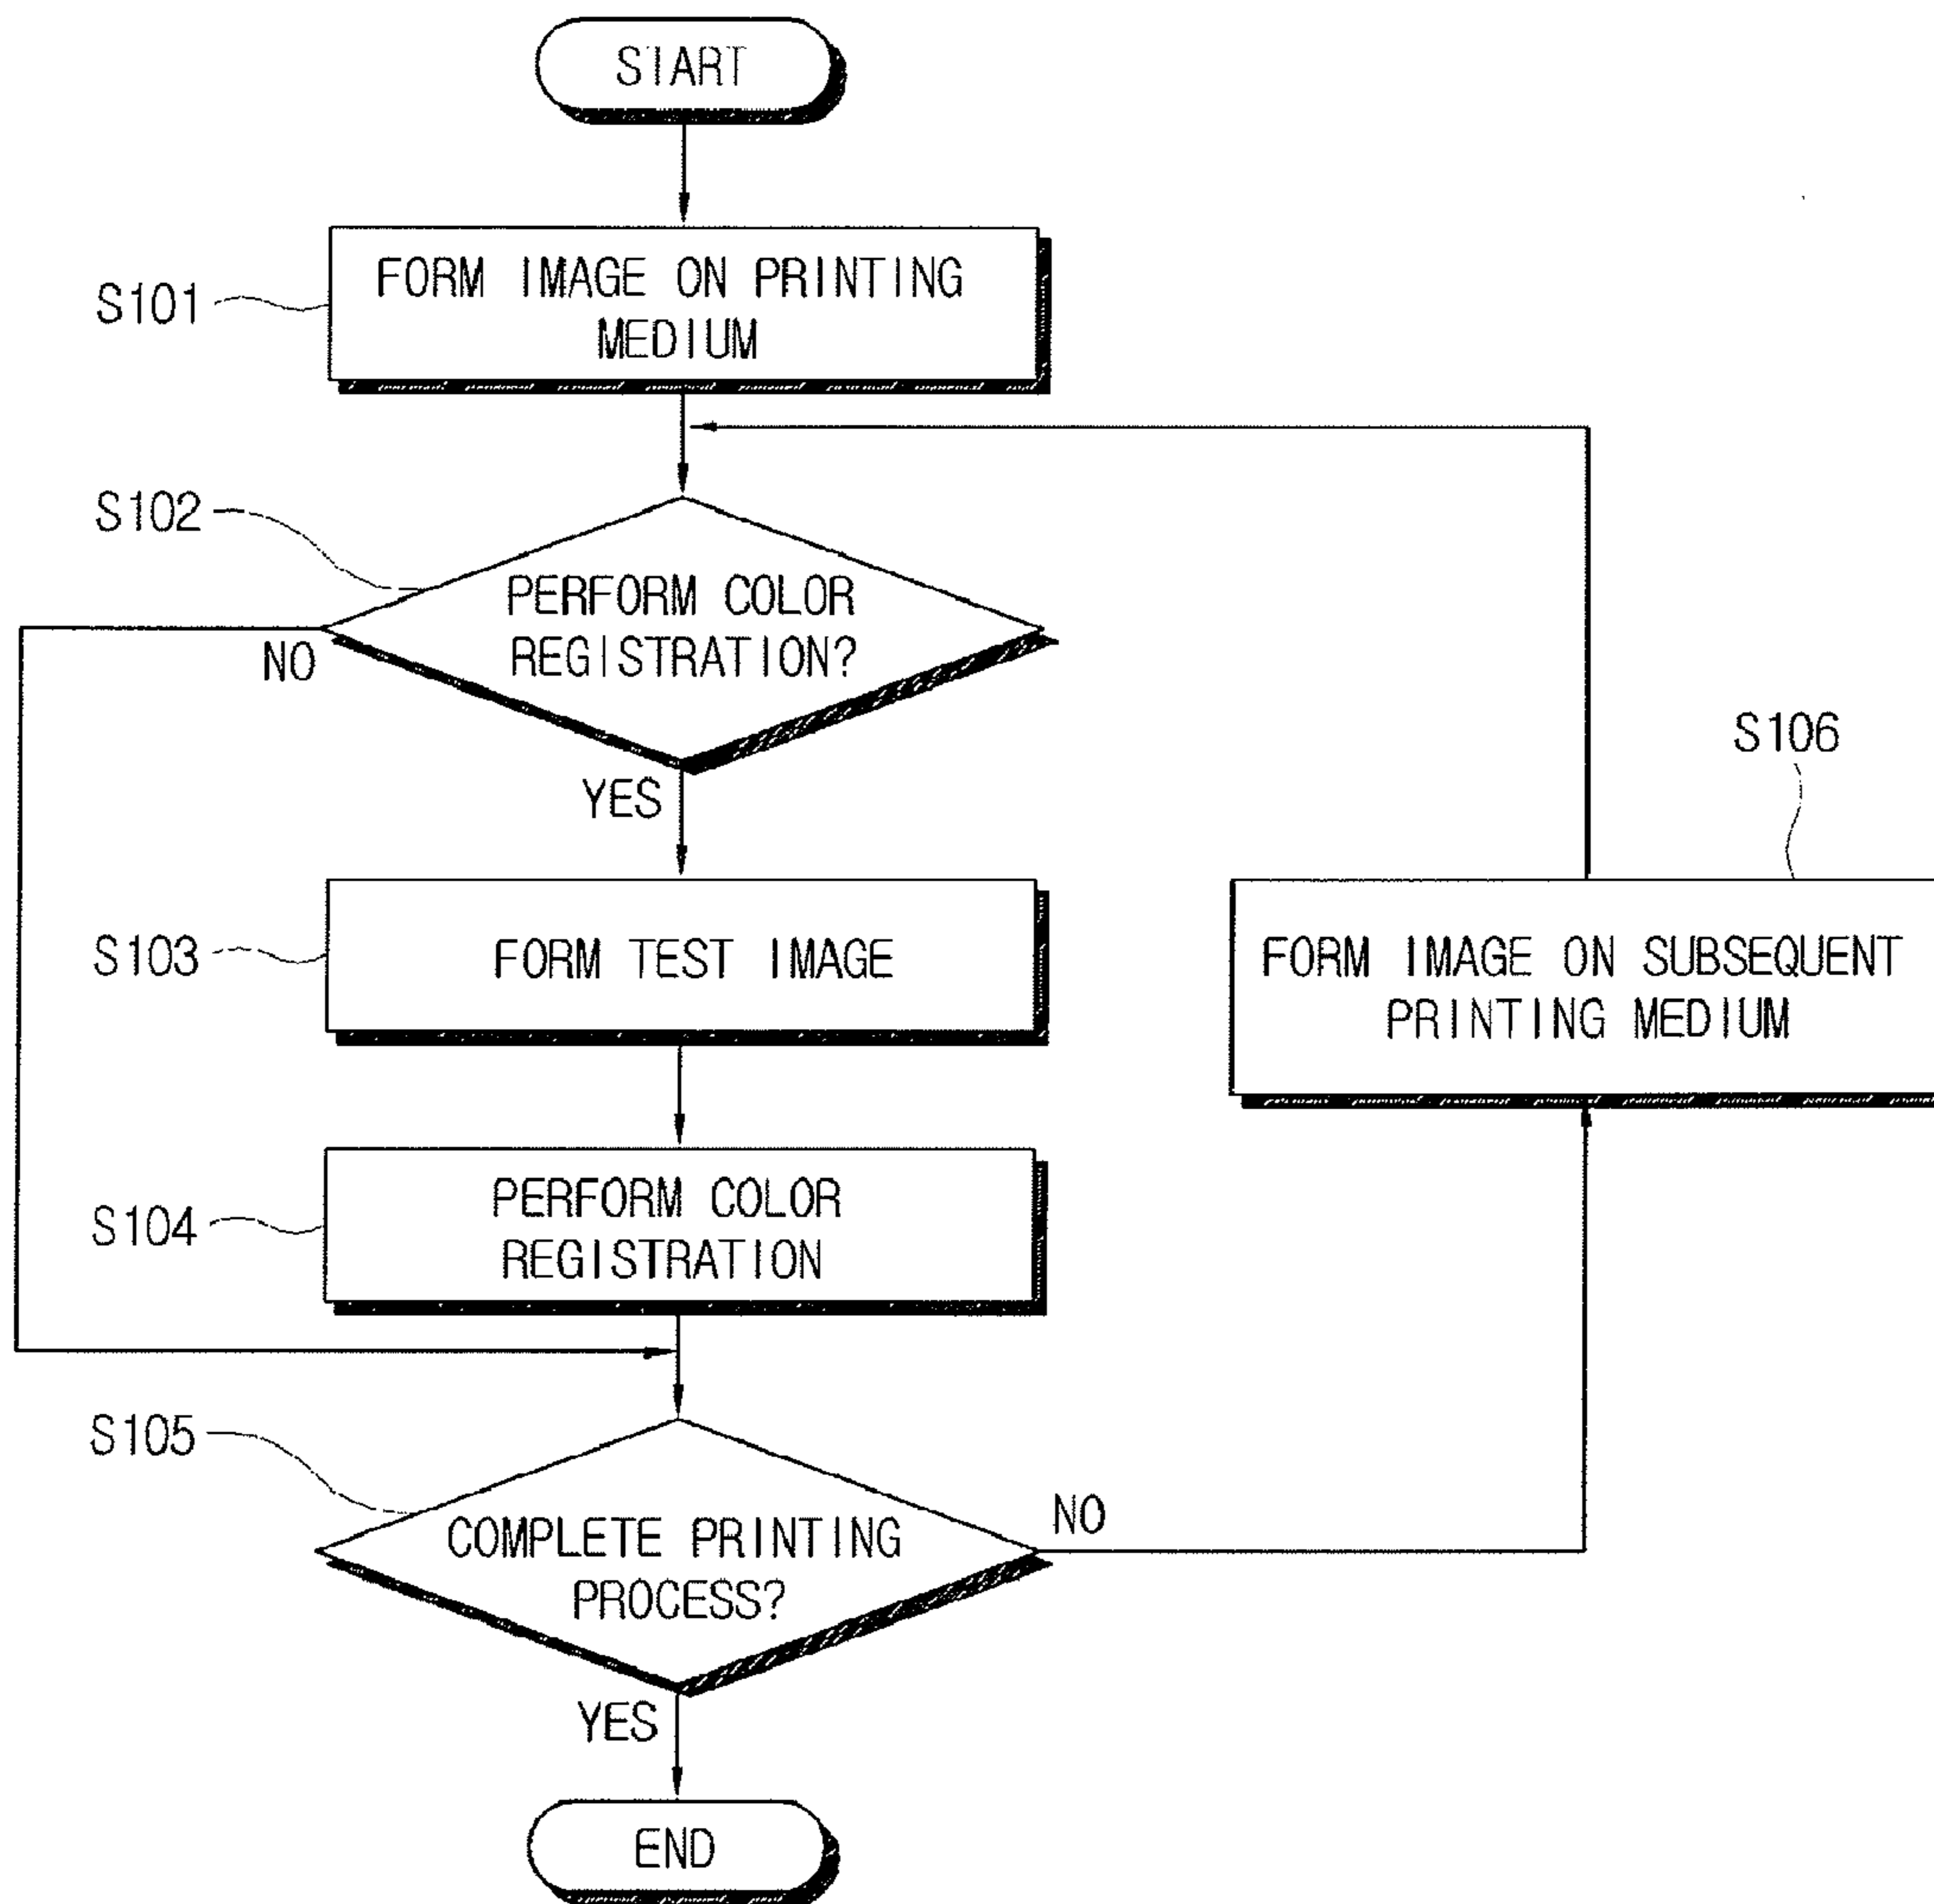 START
S101
FORM IMAGE ON PRINTING
MEDIUM
S102
PERFORM COLOR
REGISTRATION?
NO
YES
S103
FORM TEST IMAGE
S106
FORM IMAGE ON SUBSEQUENT
PRINTING MEDIUM
S104
PERFORM COLOR
REGISTRATION
S105
COMPLETE PRINTING
PROCESS?
NO
YES
END